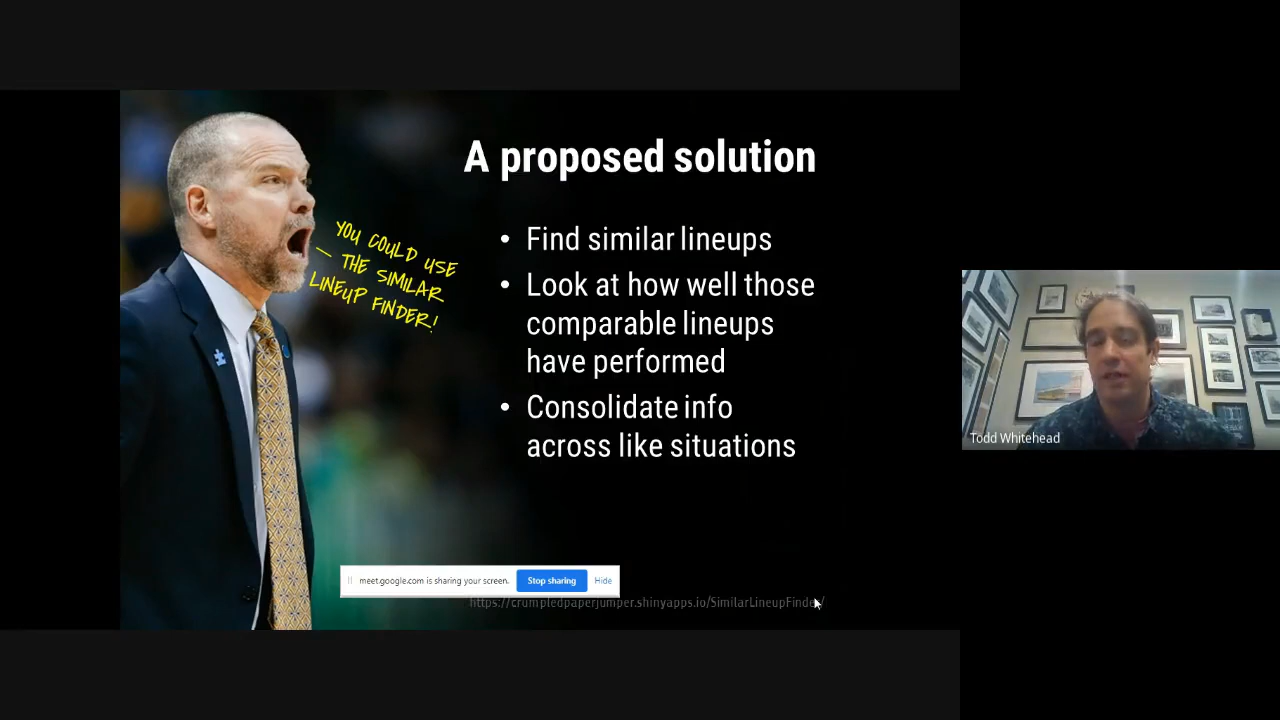 A proposed solution
YOU COULD USE
– THE SIMILAR
LINEUP FINDER!
• Find similar lineups
• Look at how well those
comparable lineups
have performed
• Consolidate info
across like situations
meet.google.com is sharing your screen.
Stop sharing
Hide
https://crumpledpaperjumper.shinyapps.io/SimilarLineupFinder/
Todd Whitehead